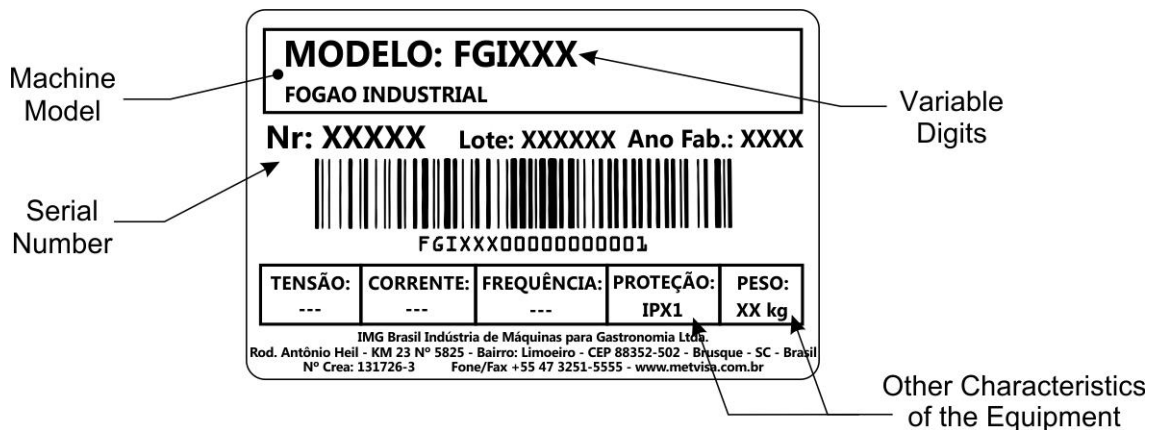 MODELO: FGIXXX
FOGAO INDUSTRIAL
Machine
Model
Variable
Digits
Nr: XXXXX Lote: XXXXXX Ano Fab.: XXXX
Serial
Number
FGIXXX00000000001
TENSÃO: CORRENTE: FREQUÊNCIA: PROTEÇÃO: PESO:
--- --- --- IPX1 XX kg
IMG Brasil Indústria de Máquinas para Gastronomia Ltda.
Rod. Antônio Heil - KM 23 Nº 5825 - Bairro: Limoeiro - CEP 88352-502 - Brusque - SC - Brasil
Nº Crea: 131726-3 Fone/Fax +55 47 3251-5555 - www.metvisa.com.br
Other Characteristics
of the Equipment